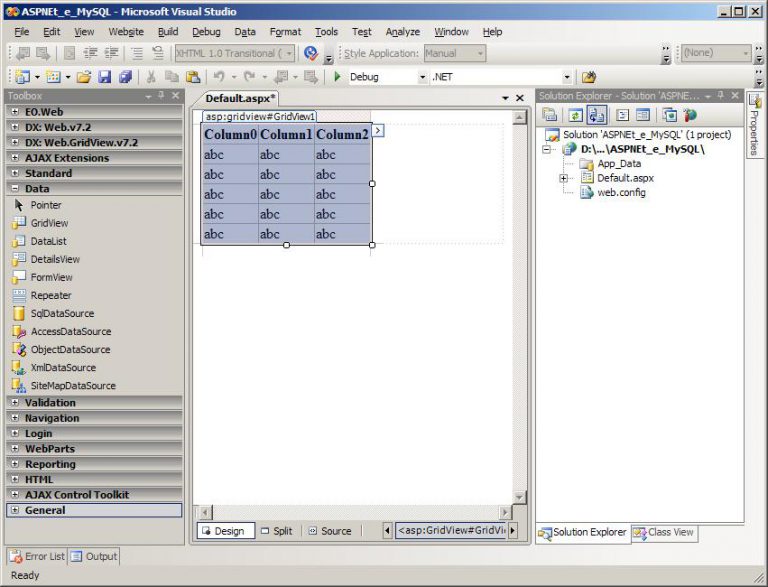 ASPNEt_e_MySQL - Microsoft Visual Studio
File Edit View Website Build Debug Data Format Tools Test Analyze Window Help
XHTML 1.0 Transitional ( Style Application: Manual (None)
Debug .NET
Toolbox
EO.Web
DX: Web.v7.2
DX: Web.GridView.v7.2
AJAX Extensions
Standard
Data
Pointer
GridView
DataList
DetailsView
FormView
Repeater
SqlDataSource
AccessDataSource
ObjectDataSource
XmlDataSource
SiteMapDataSource
Validation
Navigation
Login
WebParts
Reporting
HTML
AJAX Control Toolkit
General
Default.aspx*
asp:gridview#GridView1
Column0 Column1 Column2
abc abc abc
abc abc abc
abc abc abc
abc abc abc
abc abc abc
Design Split Source <asp:GridView#GridVi
Solution Explorer - Solution 'ASPNE...
Solution 'ASPNEt_e_MySQL' (1 project)
D:\...\ASPNEt_e_MySQL\
App_Data
Default.aspx
web.config
Solution Explorer Class View
Properties
Error List Output
Ready